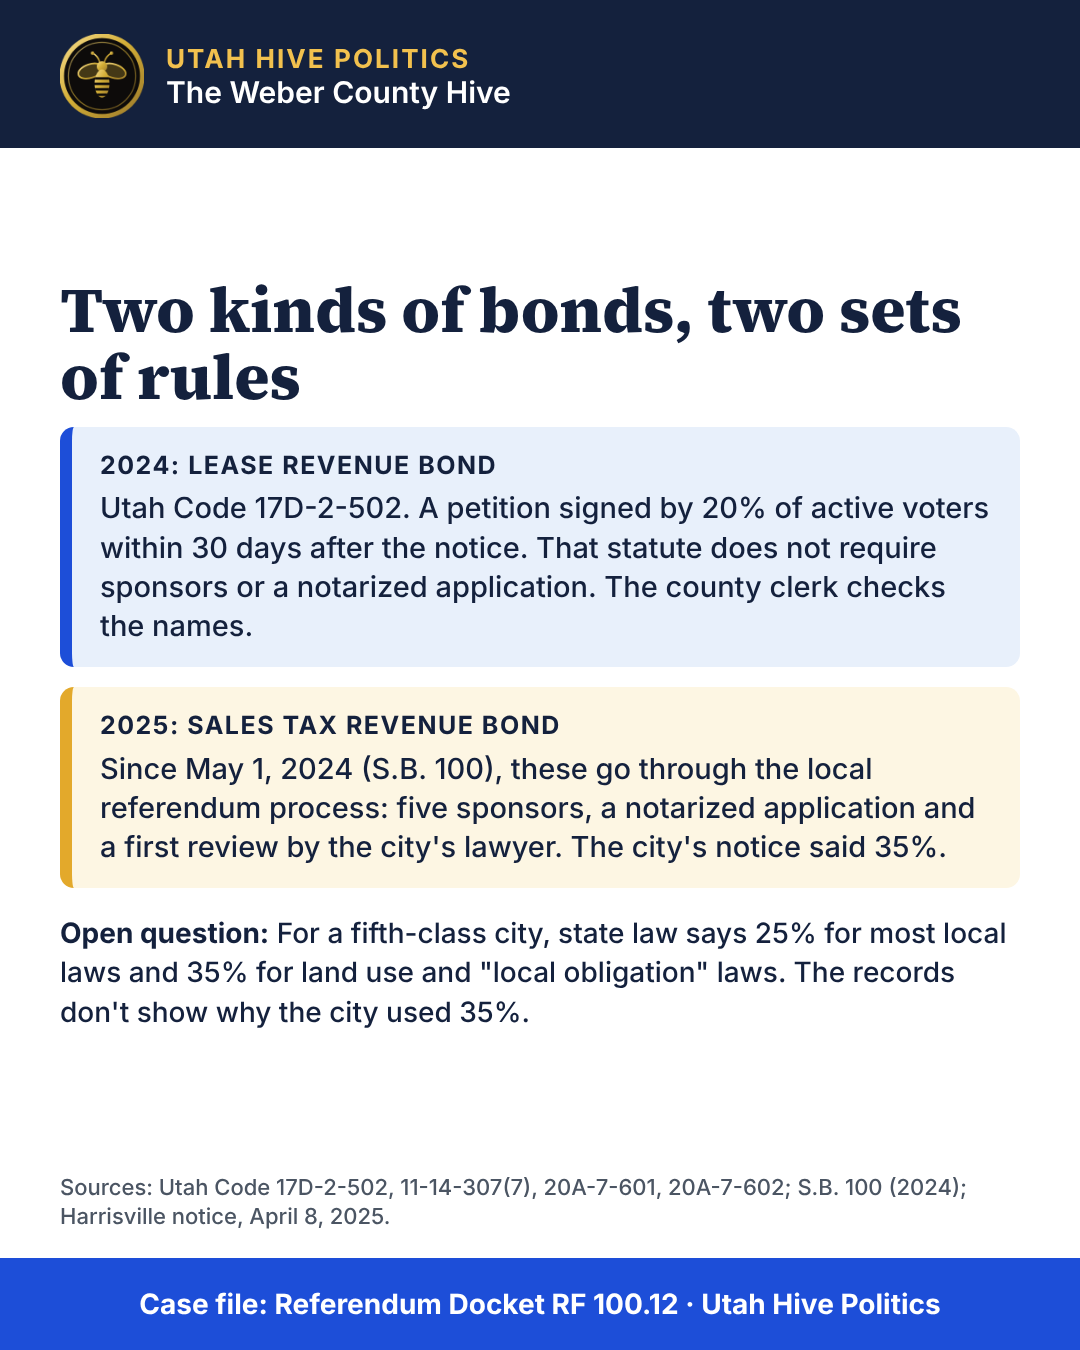 UTAH HIVE POLITICS
The Weber County Hive
Two kinds of bonds, two sets
of rules
2024: LEASE REVENUE BOND
Utah Code 17D-2-502. A petition signed by 20% of active voters
within 30 days after the notice. That statute does not require
sponsors or a notarized application. The county clerk checks
the names.
2025: SALES TAX REVENUE BOND
Since May 1, 2024 (S.B. 100), these go through the local
referendum process: five sponsors, a notarized application and
a first review by the city's lawyer. The city's notice said 35%.
Open question: For a fifth-class city, state law says 25% for most local
laws and 35% for land use and "local obligation" laws. The records
don't show why the city used 35%.
Sources: Utah Code 17D-2-502, 11-14-307(7), 20A-7-601, 20A-7-602; S.B. 100 (2024);
Harrisville notice, April 8, 2025.
Case file: Referendum Docket RF 100.12 · Utah Hive Politics